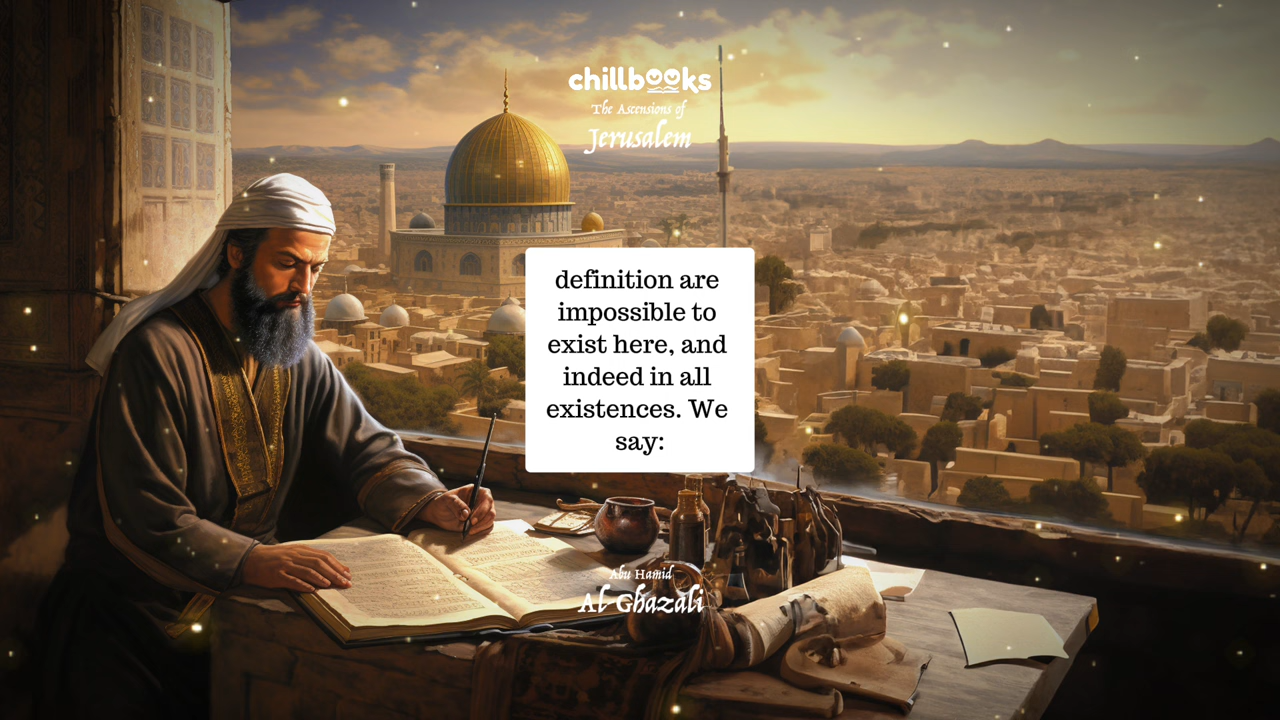 chillbooks
The Ascensions of
Jerusalem
definition are
impossible to
exist here, and
indeed in all
existences. We
say:
Abu Hamid
Al-Ghazali